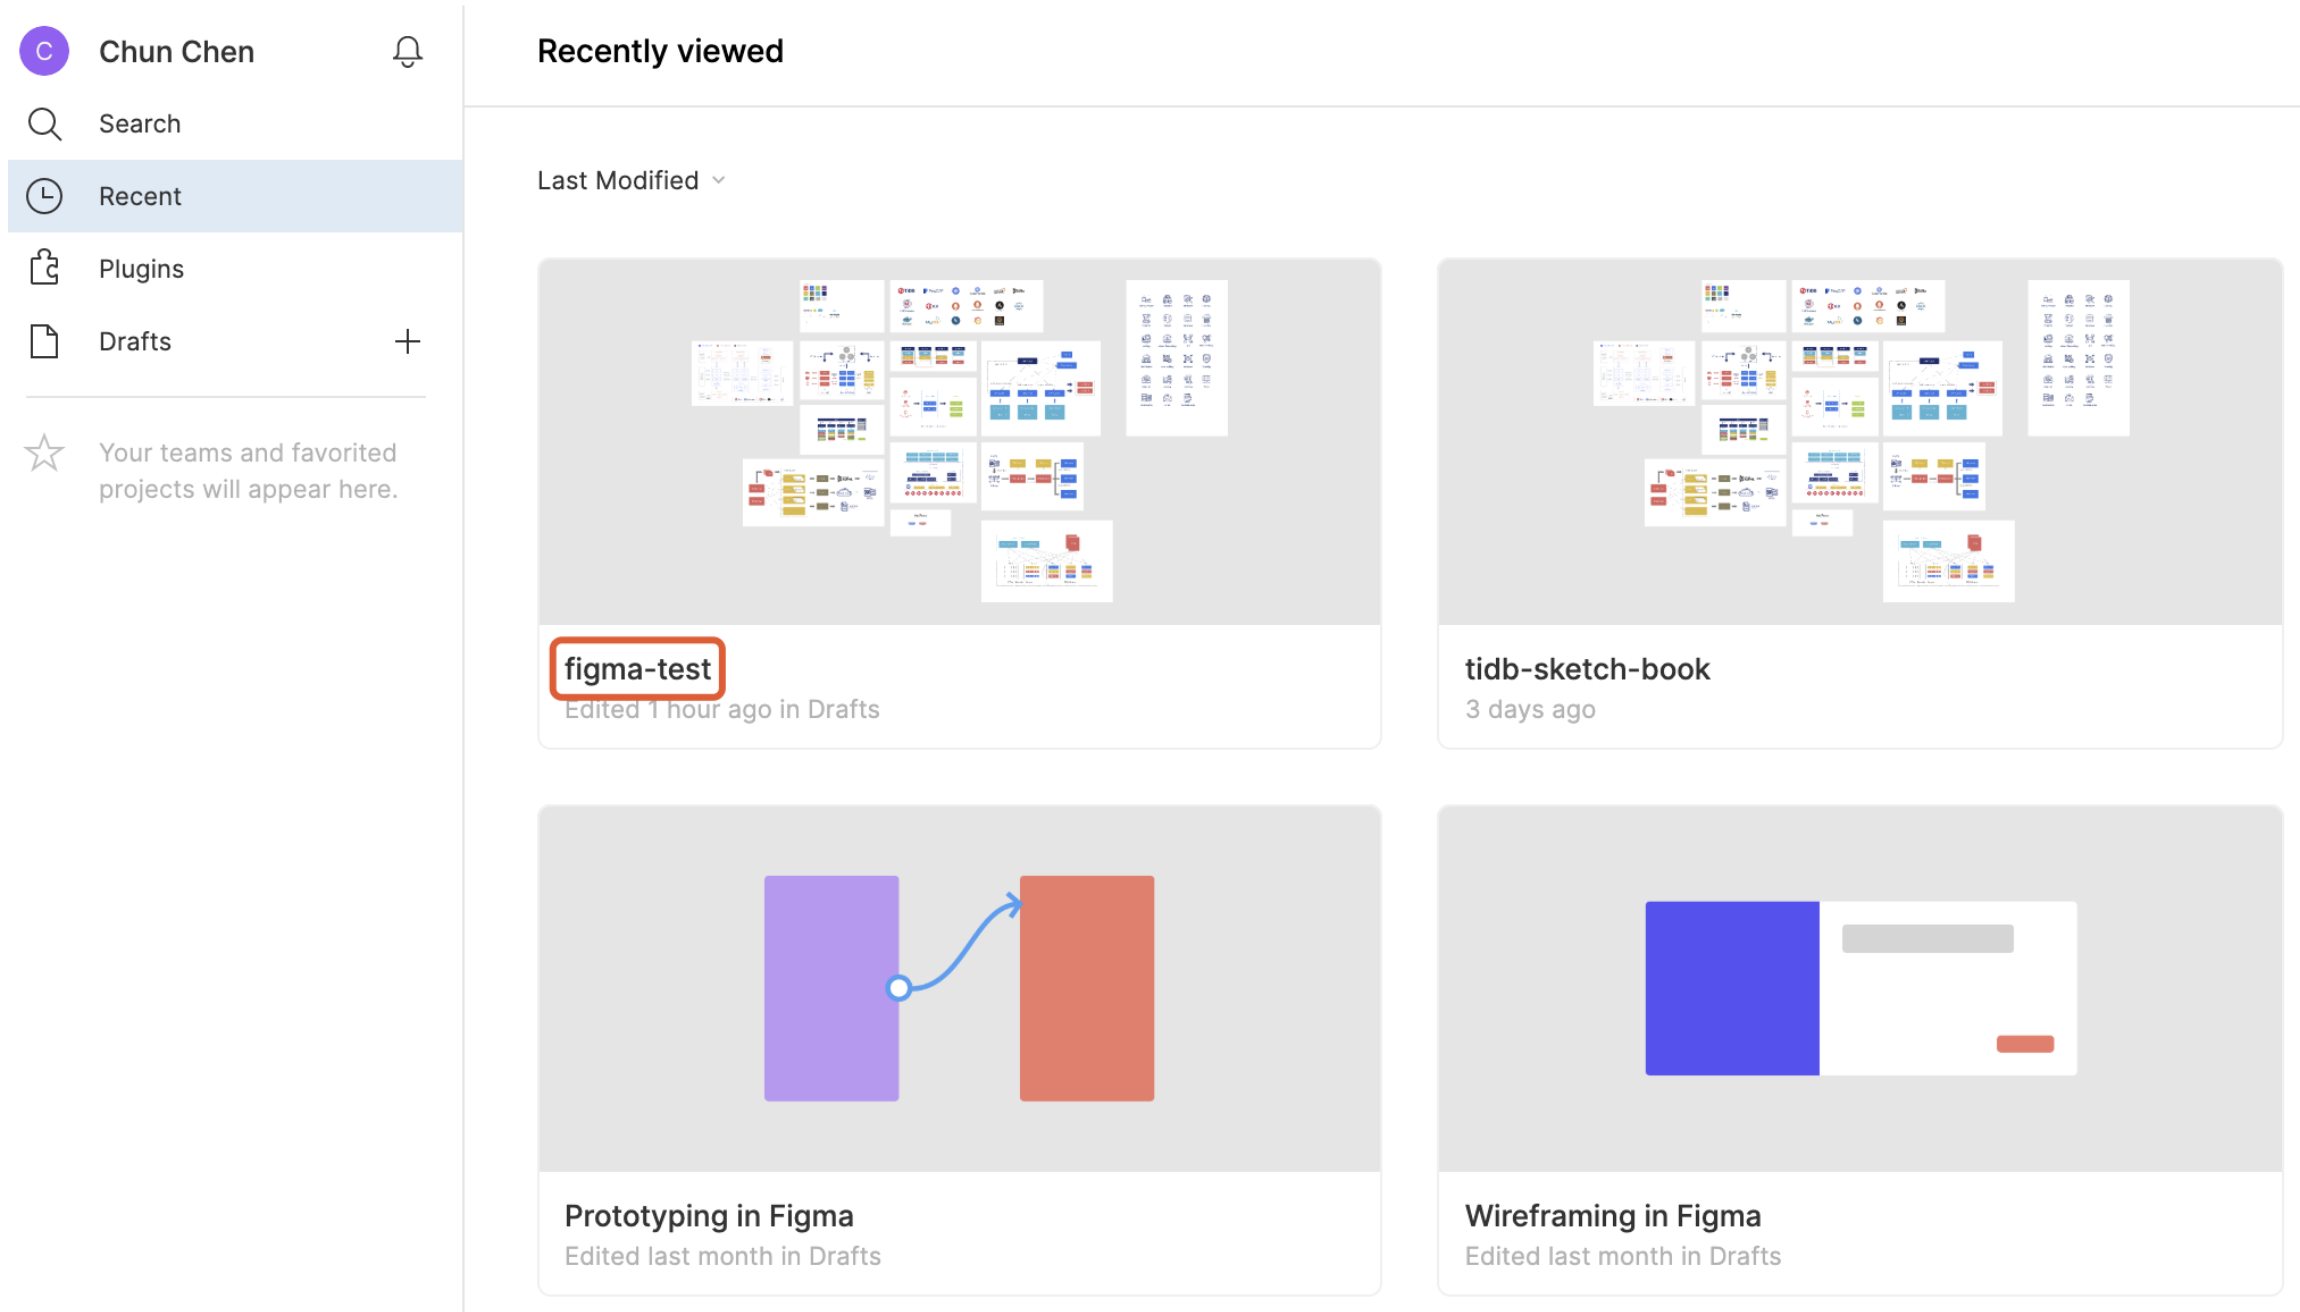 C
Chun Chen
Search
Recent
Plugins
Drafts
Your teams and favorited
projects will appear here.
Recently viewed
Last Modified
figma-test
Edited 1 hour ago in Drafts
tidb-sketch-book
3 days ago
Prototyping in Figma
Edited last month in Drafts
Wireframing in Figma
Edited last month in Drafts